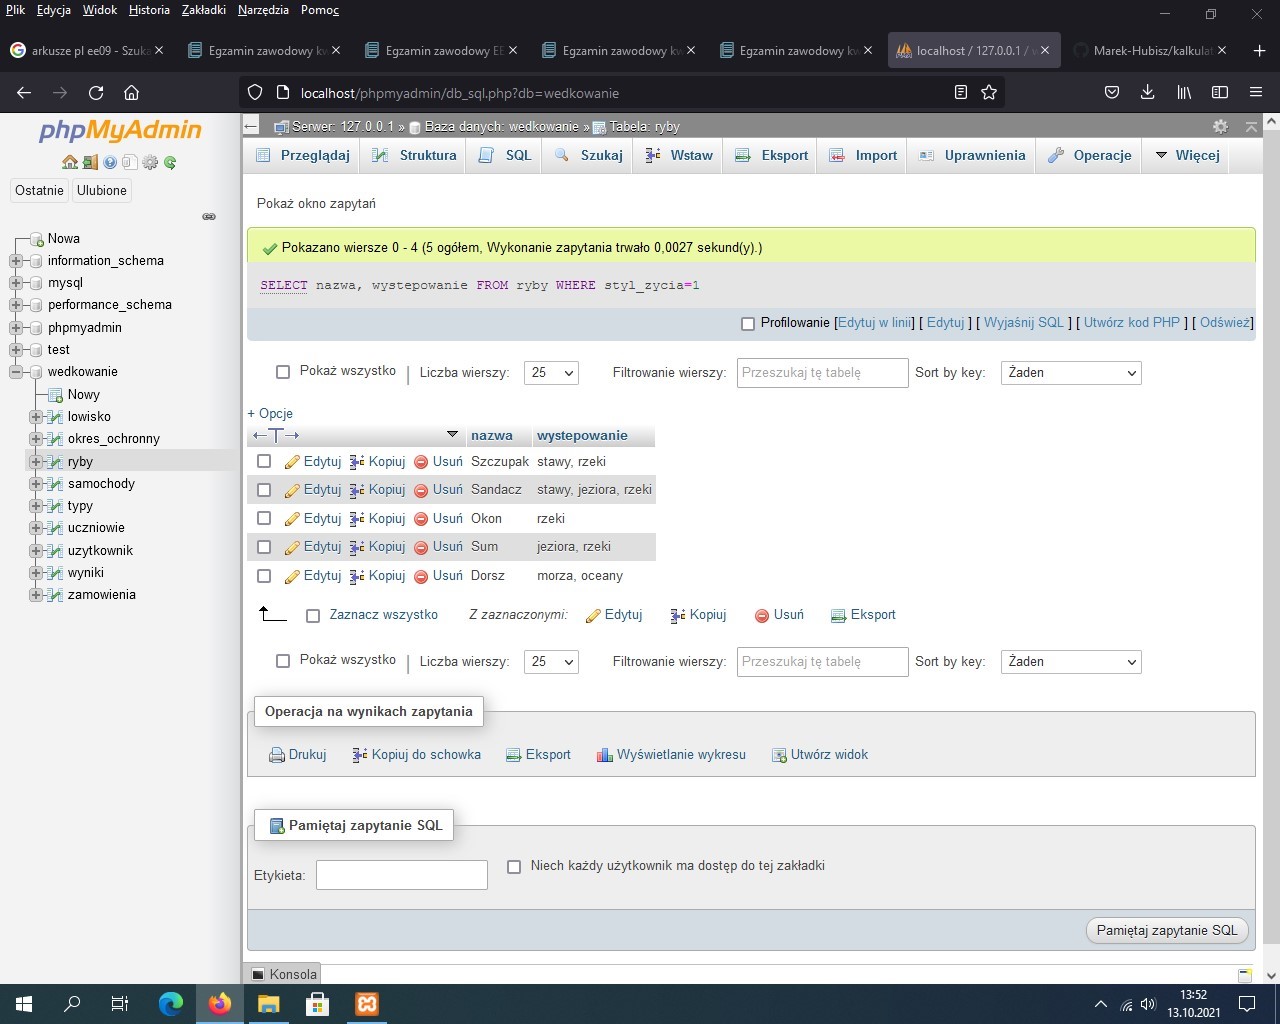 Plik Edycja Widok Historia Zakładki Narzędzia Pomoc
arkusze pl ee09 - Szuka Egzamin zawodowy kw Egzamin zawodowy EE Egzamin zawodowy kw Egzamin zawodowy kw localhost / 127.0.0.1 / w Marek-Hubisz/kalkulat
localhost/phpmyadmin/db_sql.php?db=wedkowanie
phpMyAdmin
Ostatnie Ulubione
Nowa
information_schema
mysql
performance_schema
phpmyadmin
test
wedkowanie
Nowy
lowisko
okres_ochronny
ryby
samochody
typy
uczniowie
uzytkownik
wyniki
zamowienia
Serwer: 127.0.0.1 » Baza danych: wedkowanie » Tabela: ryby
Przeglądaj Struktura SQL Szukaj Wstaw Eksport Import Uprawnienia Operacje Więcej
Pokaż okno zapytań
Pokazano wiersze 0 - 4 (5 ogółem, Wykonanie zapytania trwało 0,0027 sekund(y).)
SELECT nazwa, wystepowanie FROM ryby WHERE styl_zycia=1
Profilowanie [Edytuj w linii] [ Edytuj ] [ Wyjaśnij SQL ] [ Utwórz kod PHP ] [ Odśwież]
Pokaż wszystko | Liczba wierszy: 25 Filtrowanie wierszy: Przeszukaj tę tabelę Sort by key: Żaden
+ Opcje
←T→ nazwa wystepowanie
Edytuj Kopiuj Usuń Szczupak stawy, rzeki
Edytuj Kopiuj Usuń Sandacz stawy, jeziora, rzeki
Edytuj Kopiuj Usuń Okon rzeki
Edytuj Kopiuj Usuń Sum jeziora, rzeki
Edytuj Kopiuj Usuń Dorsz morza, oceany
Zaznacz wszystko Z zaznaczonymi: Edytuj Kopiuj Usuń Eksport
Pokaż wszystko | Liczba wierszy: 25 Filtrowanie wierszy: Przeszukaj tę tabelę Sort by key: Żaden
Operacja na wynikach zapytania
Drukuj Kopiuj do schowka Eksport Wyświetlanie wykresu Utwórz widok
Pamiętaj zapytanie SQL
Etykieta: Niech każdy użytkownik ma dostęp do tej zakładki
Pamiętaj zapytanie SQL
Konsola
13:52
13.10.2021